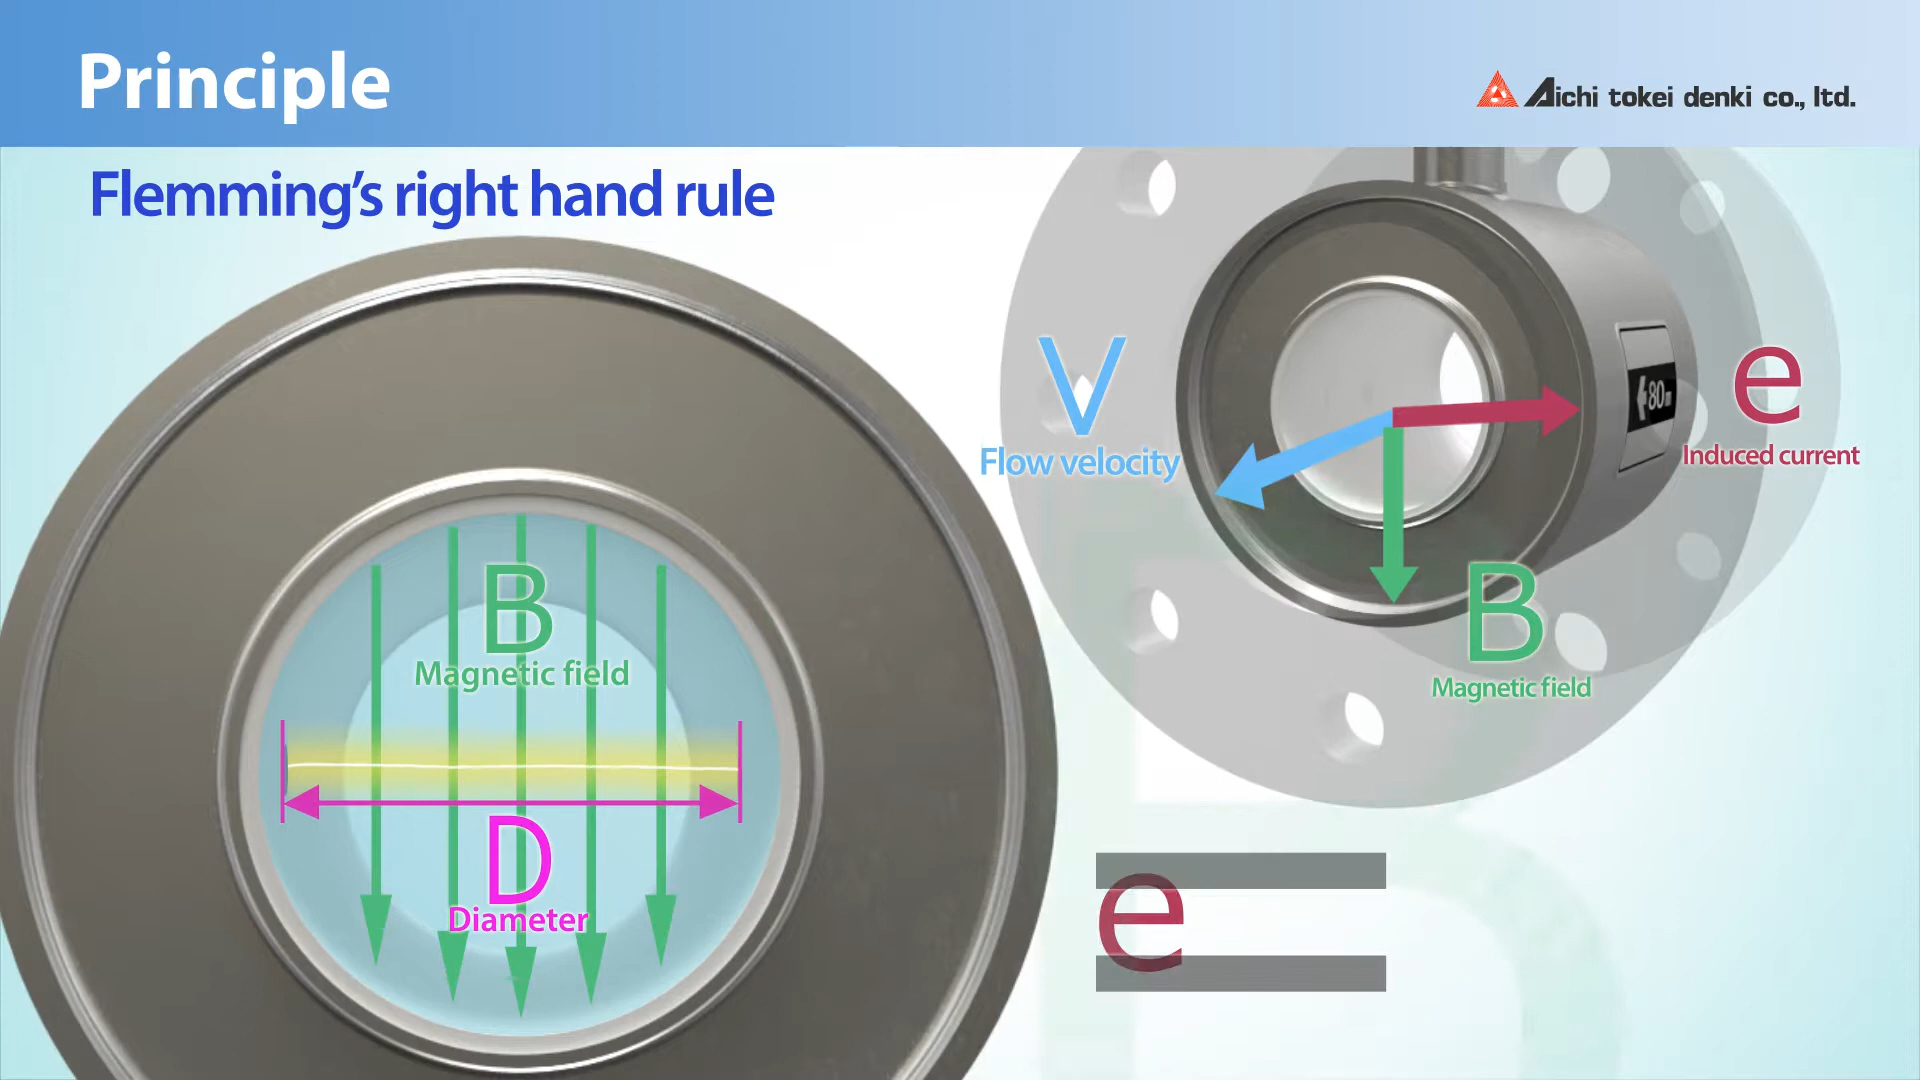 Principle
Aichi tokei denki co., ltd.
Flemming's right hand rule
V
Flow velocity
e
Induced current
B
Magnetic field
B
Magnetic field
D
Diameter
e